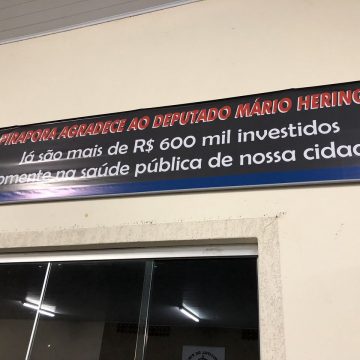 PIRAPORA AGRADECE AO DEPUTADO MÁRIO HERING
Já são mais de R$ 600 mil investidos
omente na saúde pública de nossa cidad